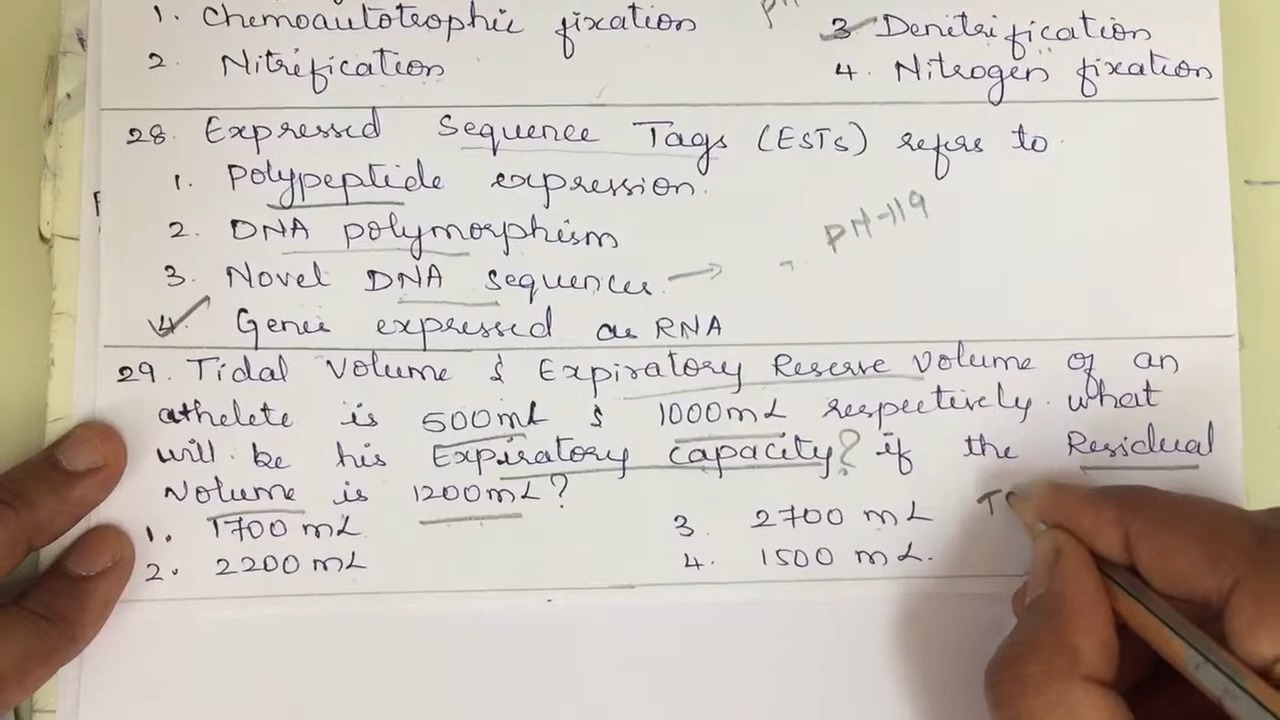 1. Chemoautotrophic fixation
3 Denitrification
2. Nitrification
4. Nitrogen fixation
28. Expressed Sequence Tags (ESTs) refers to.
1. Polypeptide expression.
2. DNA polymorphism
PN-119
3. Novel DNA sequences
4. Genes expressed as RNA
29. Tidal Volume & Expiratory Reserve Volume of an
athelete is 500mL & 1000mL respectively. what
will be his Expiratory capacity? if the Residual
Volume is 1200mL?
1. 1700 mL
3. 2700 mL
2. 2200 mL
4. 1500 mL.